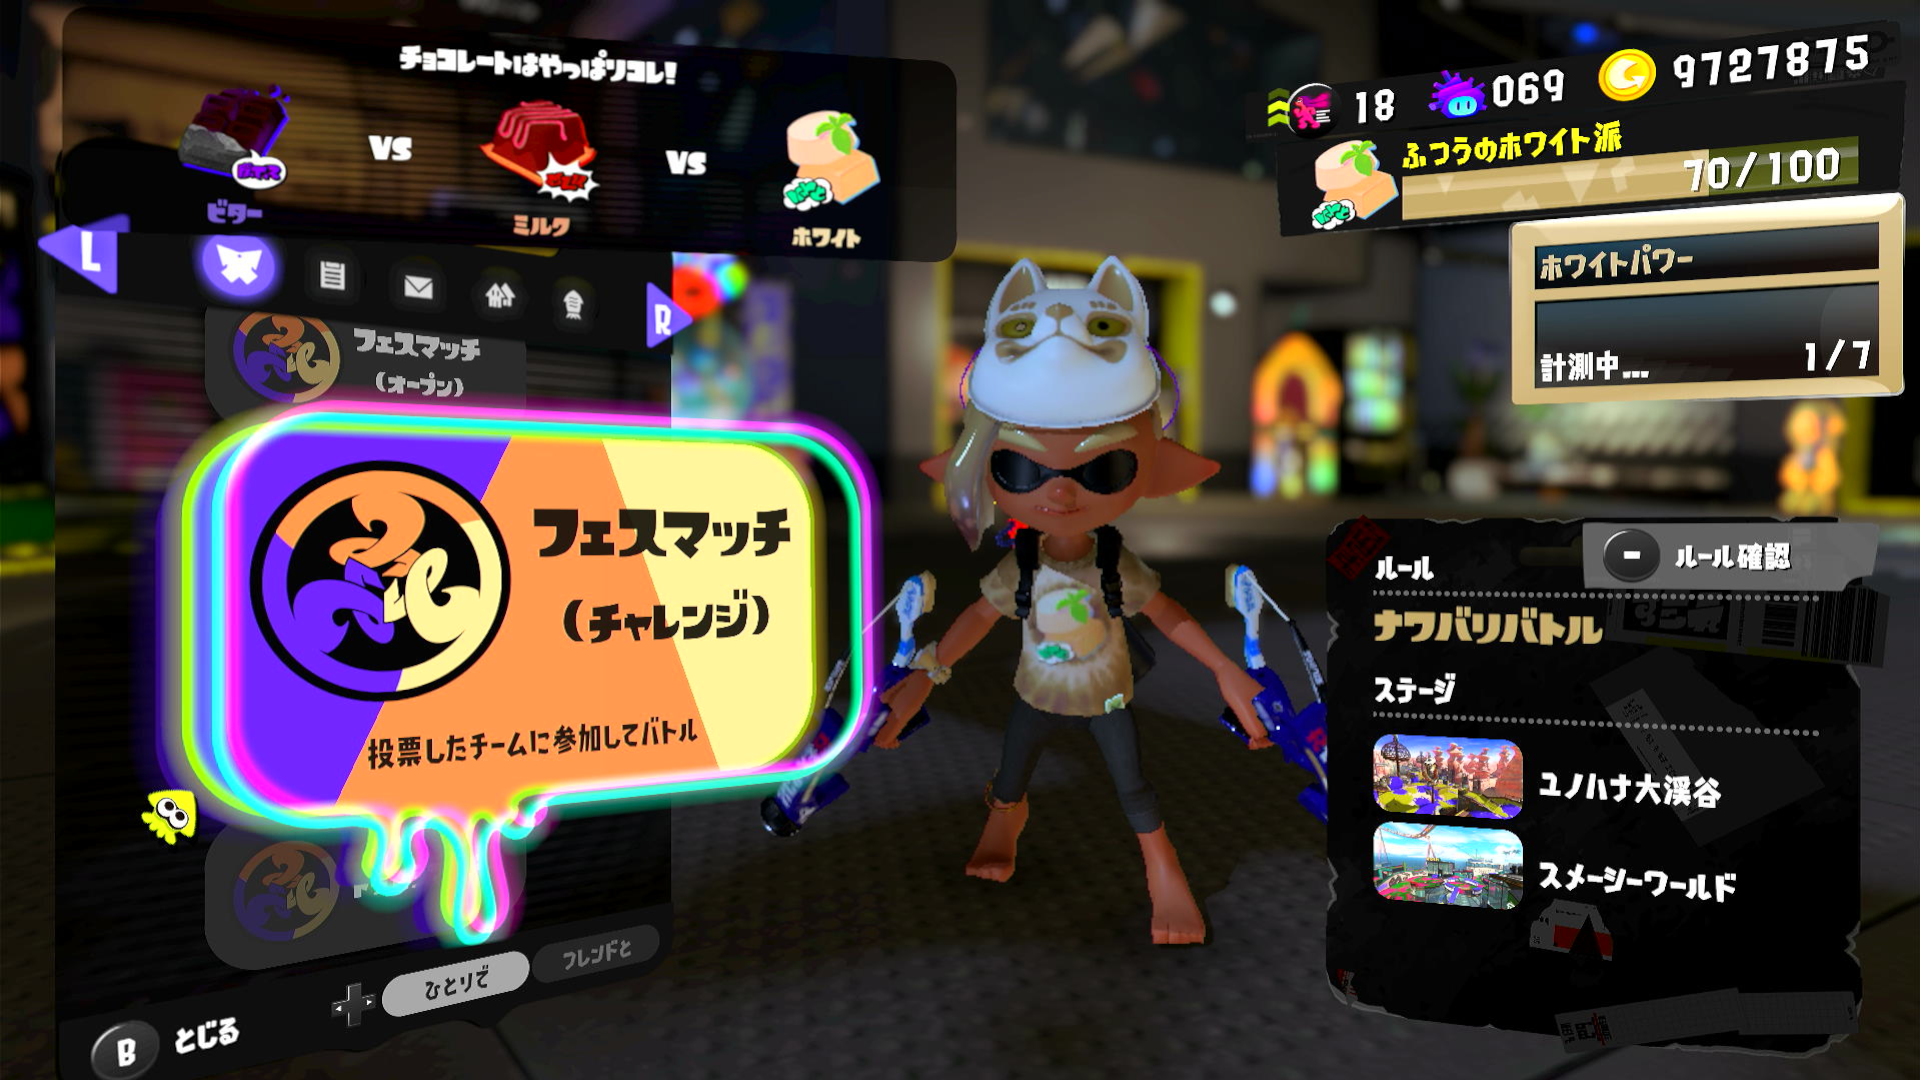 チョコレートはやっぱりコレ!
VS
VS
ビター
ミルク
ホワイト
L
R
フェスマッチ
(オープン)
フェスマッチ
(チャレンジ)
投票したチームに参加してバトル
ひとりで
フレンドと
B
とじる
18
069
9727875
ふつうのホワイト派
70/100
ホワイトパワー
計測中...
1/7
- ルール確認
ルール
ナワバリバトル
ステージ
ユノハナ大渓谷
スメーシーワールド